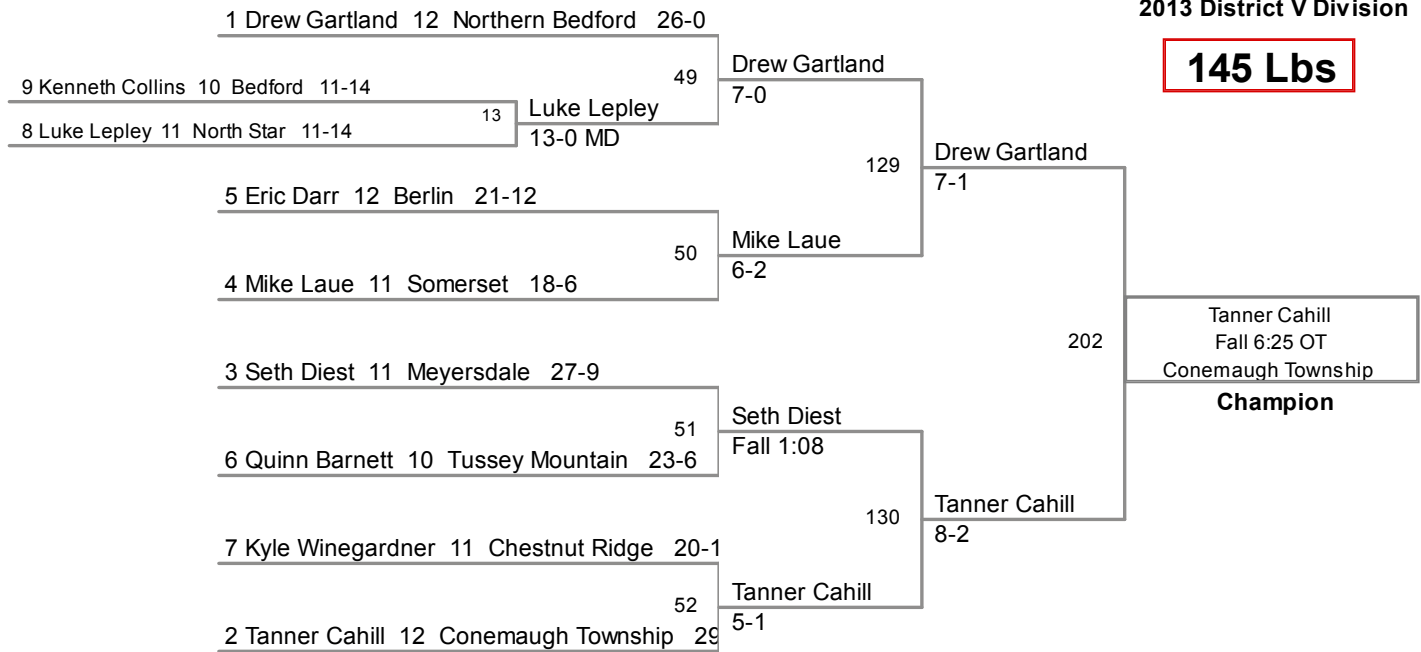 2013 District V Division
145 Lbs
1 Drew Gartland 12 Northern Bedford 26-0
9 Kenneth Collins 10 Bedford 11-14
8 Luke Lepley 11 North Star 11-14
13
Luke Lepley
13-0 MD
49
Drew Gartland
7-0
5 Eric Darr 12 Berlin 21-12
4 Mike Laue 11 Somerset 18-6
50
Mike Laue
6-2
129
Drew Gartland
7-1
3 Seth Diest 11 Meyersdale 27-9
6 Quinn Barnett 10 Tussey Mountain 23-6
51
Seth Diest
Fall 1:08
7 Kyle Winegardner 11 Chestnut Ridge 20-1
2 Tanner Cahill 12 Conemaugh Township 29
52
Tanner Cahill
5-1
130
Tanner Cahill
8-2
202
Tanner Cahill
Fall 6:25 OT
Conemaugh Township
Champion